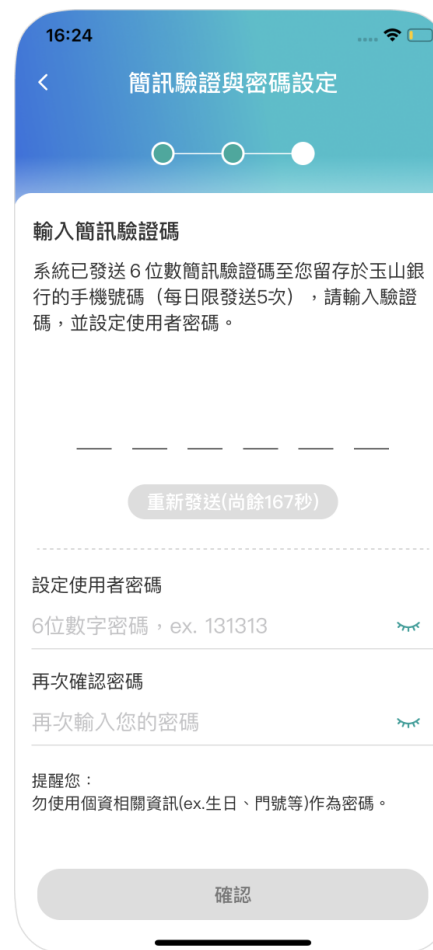 16:24
簡訊驗證與密碼設定
輸入簡訊驗證碼
系統已發送６位數簡訊驗證碼至您留存於玉山銀
行的手機號碼（每日限發送5次），請輸入驗證
碼，並設定使用者密碼。
重新發送(尚餘167秒)
設定使用者密碼
6位數字密碼，ex. 131313
再次確認密碼
再次輸入您的密碼
提醒您：
勿使用個資相關資訊(ex.生日、門號等)作為密碼。
確認